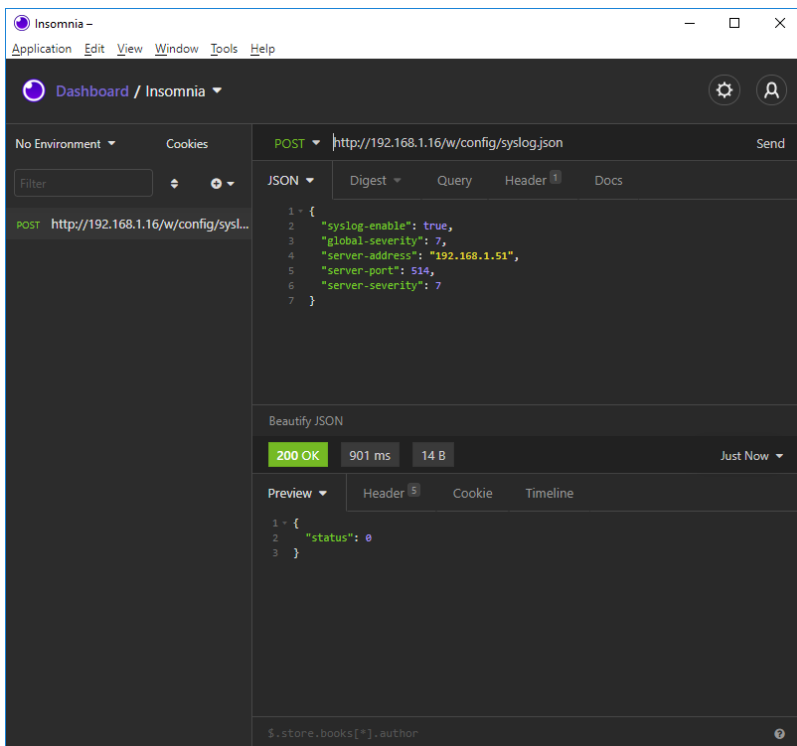 Insomnia –
Application Edit View Window Tools Help
Dashboard / Insomnia
No Environment Cookies
POST http://192.168.1.16/w/config/syslog.json Send
Filter
JSON Digest Query Header 1 Docs
POST http://192.168.1.16/w/config/sysl...
1 {
2 "syslog-enable": true,
3 "global-severity": 7,
4 "server-address": "192.168.1.51",
5 "server-port": 514,
6 "server-severity": 7
7 }
Beautify JSON
200 OK 901 ms 14 B Just Now
Preview Header 5 Cookie Timeline
1 {
2 "status": 0
3 }
$.store.books[*].author